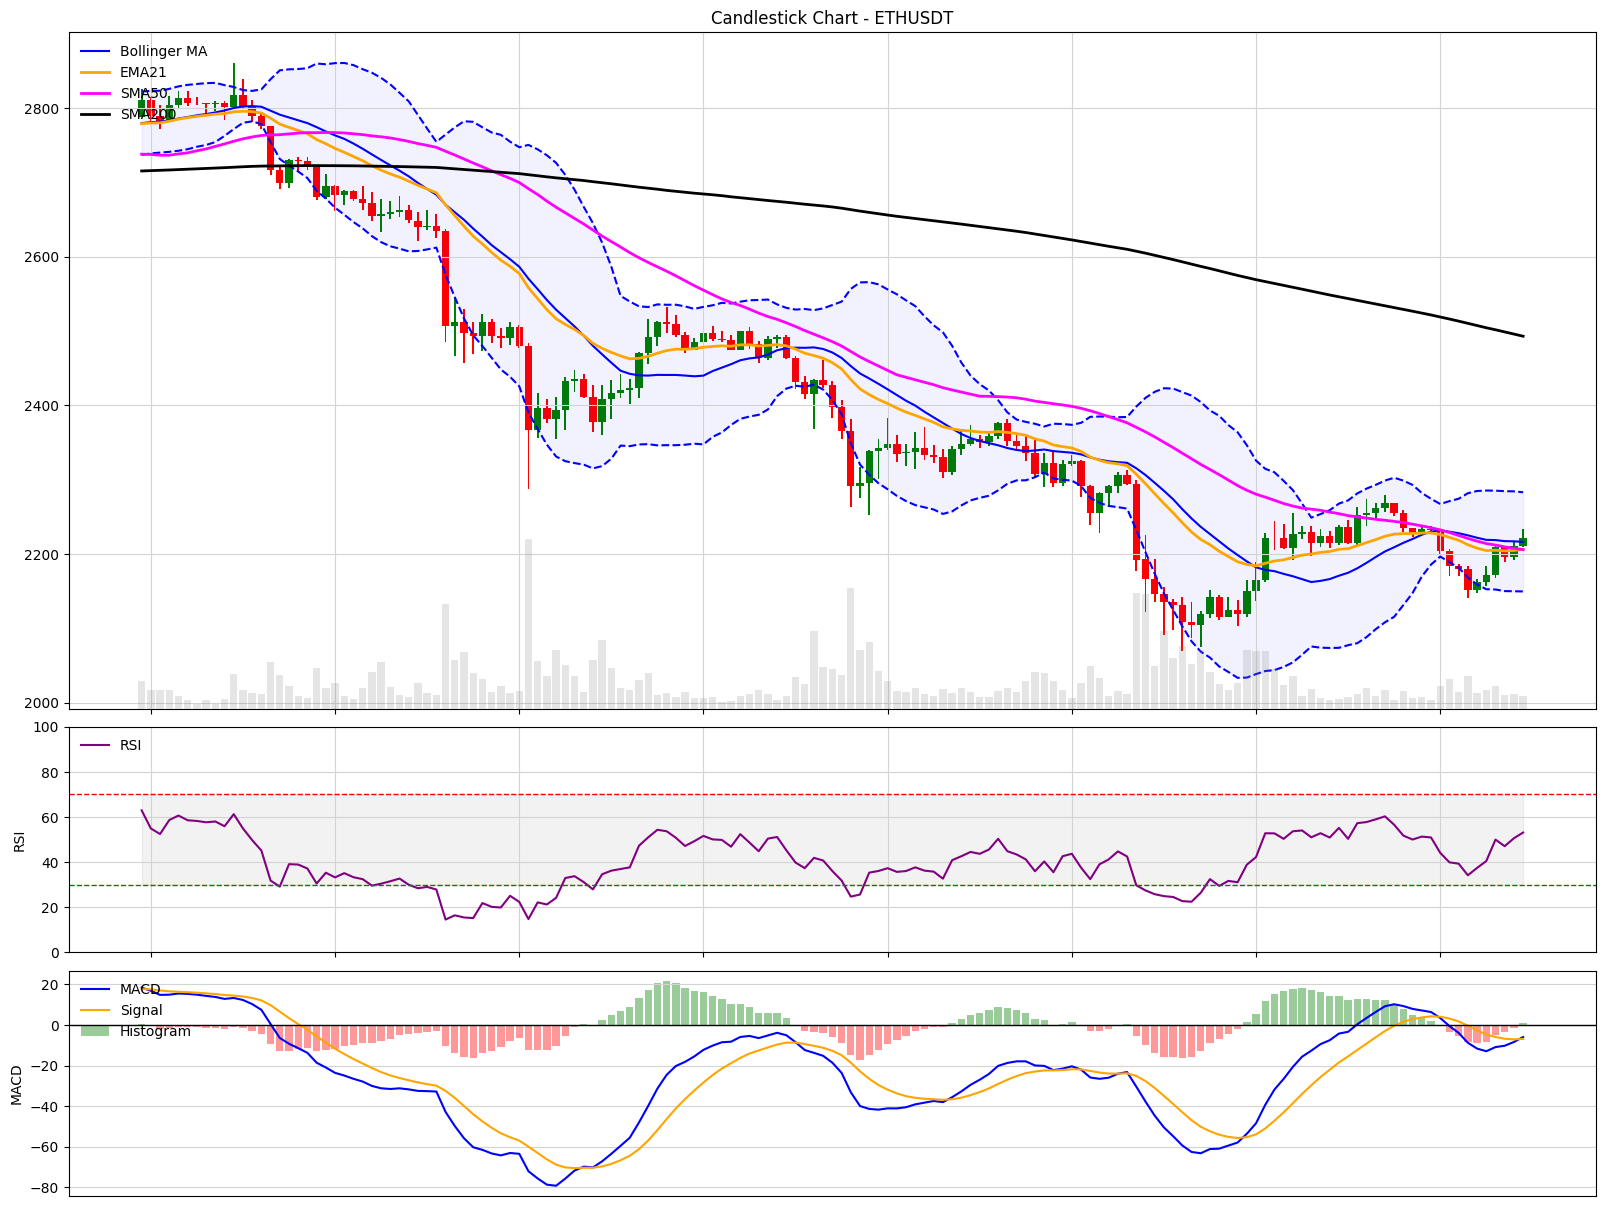 Candlestick Chart - ETHUSDT
Bollinger MA
EMA21
SMA50
SMA200
2800
2600
2400
2200
2000
RSI
100
80
60
40
20
0
RSI
MACD
Signal
Histogram
20
0
−20
−40
−60
−80
MACD